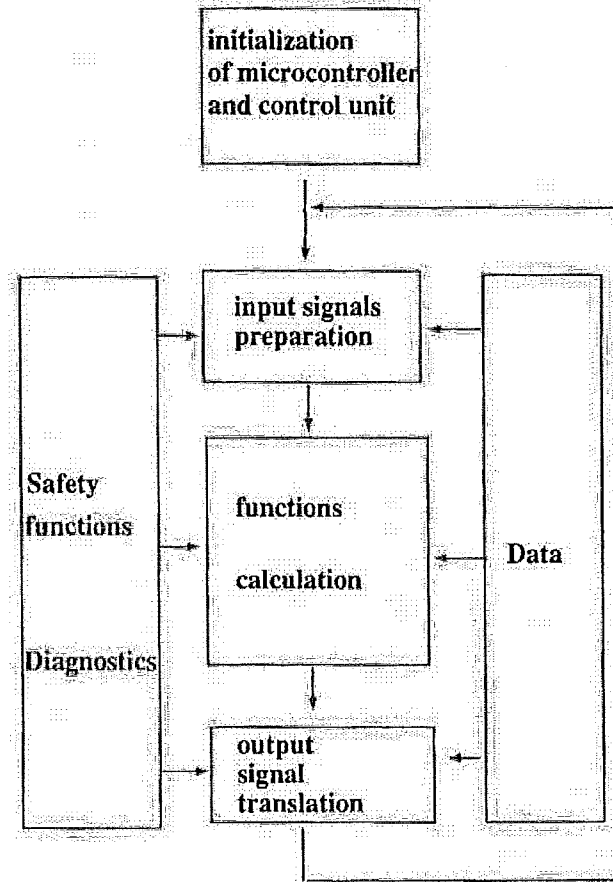 initialization
of microcontroller
and control unit
input signals
preparation
Safety
functions
Diagnostics
functions
calculation
Data
output
signal
translation